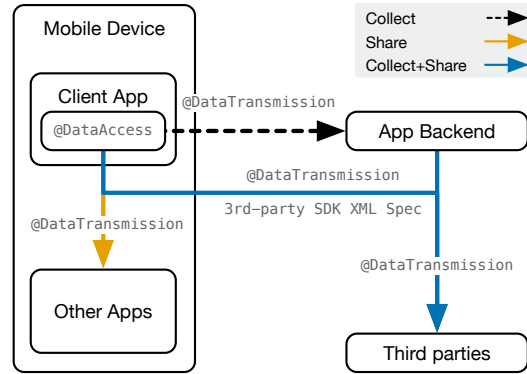 Mobile Device
Collect
Share
Collect+Share
Client App
@DataTransmission
@DataAccess
App Backend
@DataTransmission
3rd-party SDK XML Spec
@DataTransmission
@DataTransmission
Other Apps
Third parties